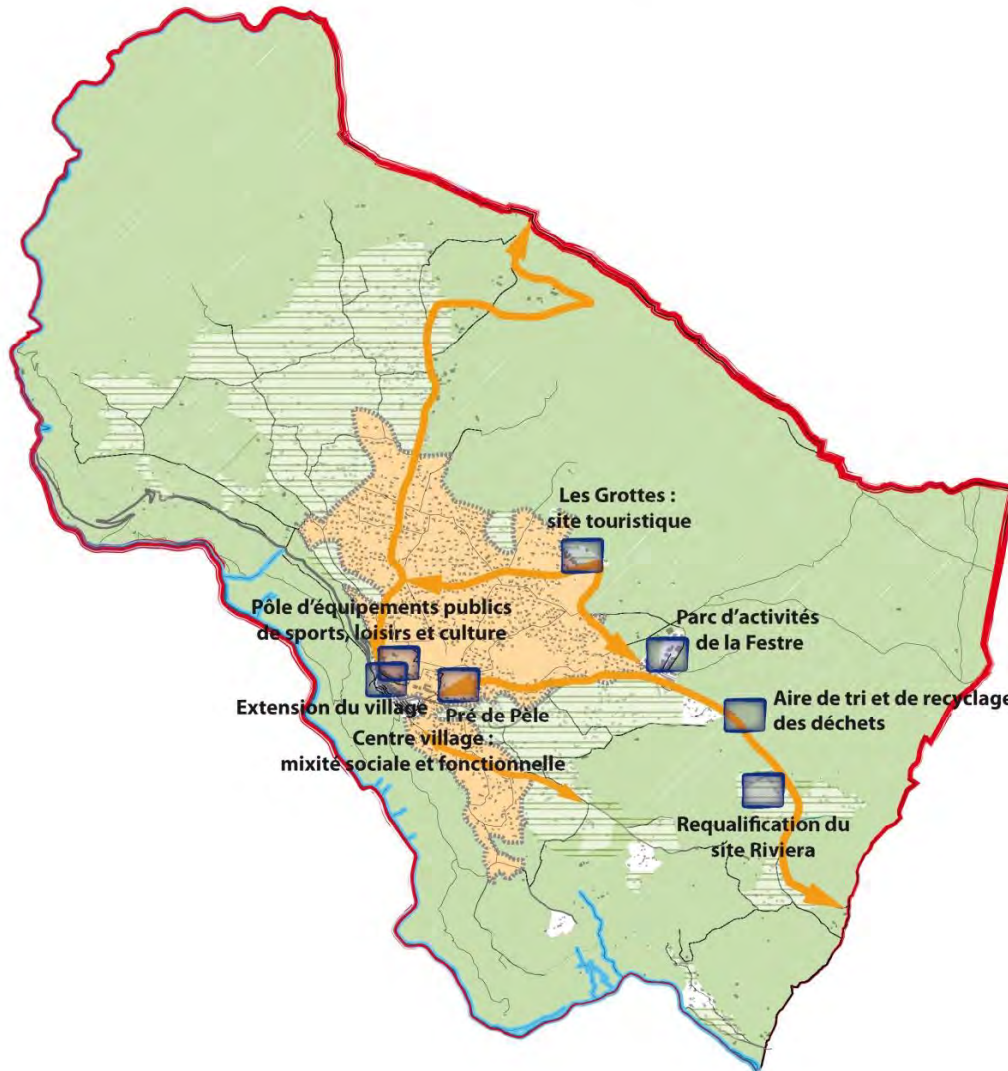 Les Grottes :
site touristique
Pôle d'équipements publics
de sports, loisirs et culture
Parc d'activités
de la Festre
Extension du village
Pré de Pèle
Aire de tri et de recyclage
des déchets
Centre village :
mixité sociale et fonctionnelle
Requalification du
site Riviera